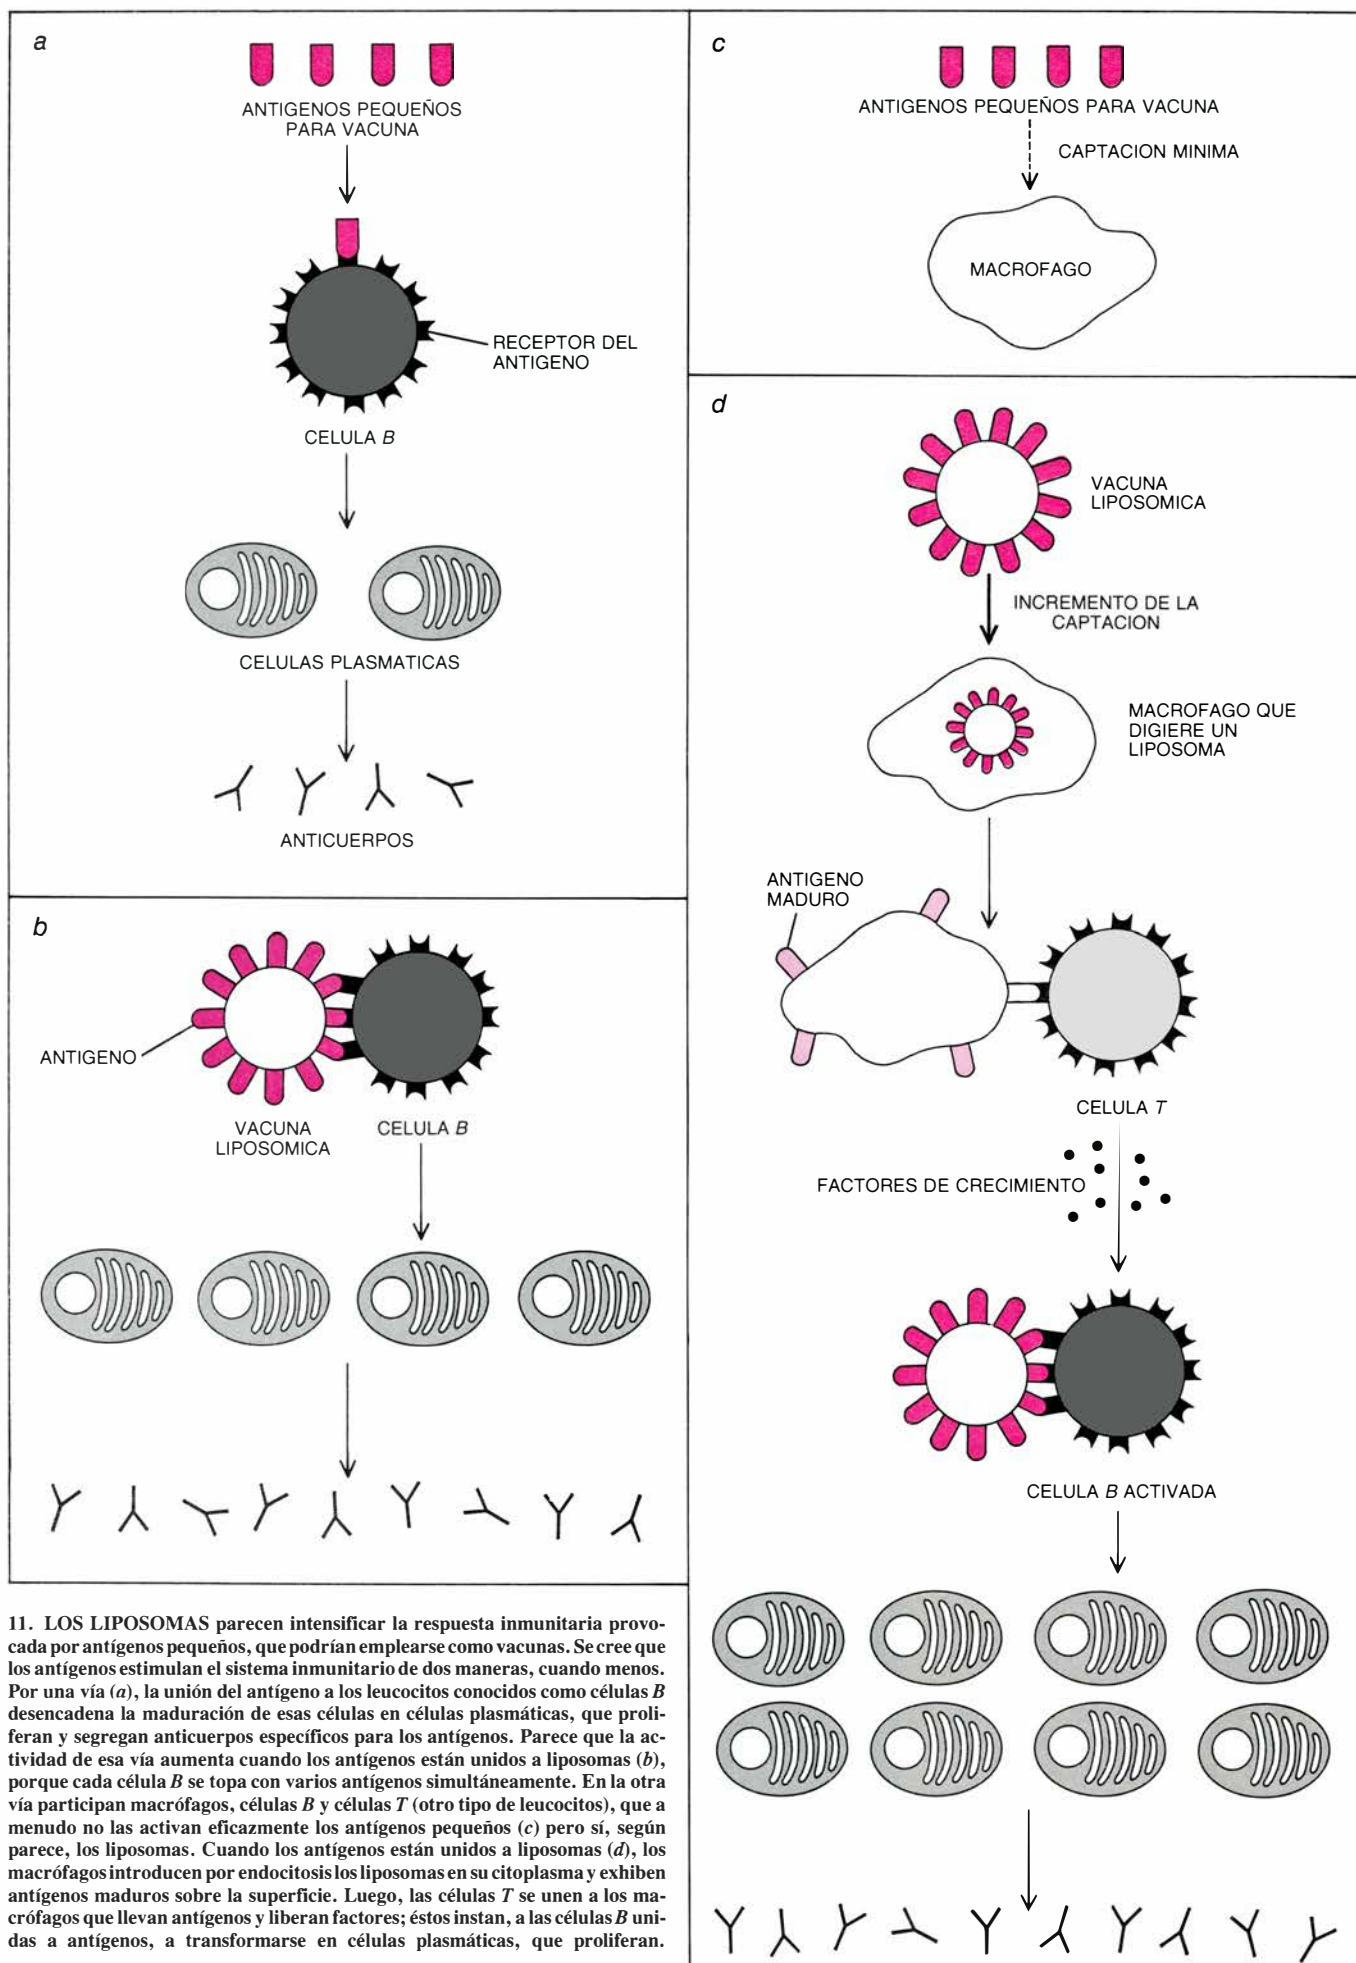 a
ANTIGENOS PEQUEÑOS
PARA VACUNA
RECEPTOR DEL
ANTIGENO
CELULA B
CELULAS PLASMATICAS
ANTICUERPOS
b
ANTIGENO
VACUNA
LIPOSOMICA
CELULA B
c
ANTIGENOS PEQUEÑOS PARA VACUNA
CAPTACION MINIMA
MACROFAGO
d
VACUNA
LIPOSOMICA
INCREMENTO DE LA
CAPTACION
MACROFAGO QUE
DIGIERE UN
LIPOSOMA
ANTIGENO
MADURO
CELULA T
FACTORES DE CRECIMIENTO
CELULA B ACTIVADA
11. LOS LIPOSOMAS parecen intensificar la respuesta inmunitaria provo-
cada por antígenos pequeños, que podrían emplearse como vacunas. Se cree que
los antígenos estimulan el sistema inmunitario de dos maneras, cuando menos.
Por una vía (a), la unión del antígeno a los leucocitos conocidos como células B
desencadena la maduración de esas células en células plasmáticas, que proli-
feran y segregan anticuerpos específicos para los antígenos. Parece que la ac-
tividad de esa vía aumenta cuando los antígenos están unidos a liposomas (b),
porque cada célula B se topa con varios antígenos simultáneamente. En la otra
vía participan macrófagos, células B y células T (otro tipo de leucocitos), que a
menudo no las activan eficazmente los antígenos pequeños (c) pero sí, según
parece, los liposomas. Cuando los antígenos están unidos a liposomas (d), los
macrófagos introducen por endocitosis los liposomas en su citoplasma y exhiben
antígenos maduros sobre la superficie. Luego, las células T se unen a los ma-
crófagos que llevan antígenos y liberan factores; éstos instan, a las células B uni-
das a antígenos, a transformarse en células plasmáticas, que proliferan.